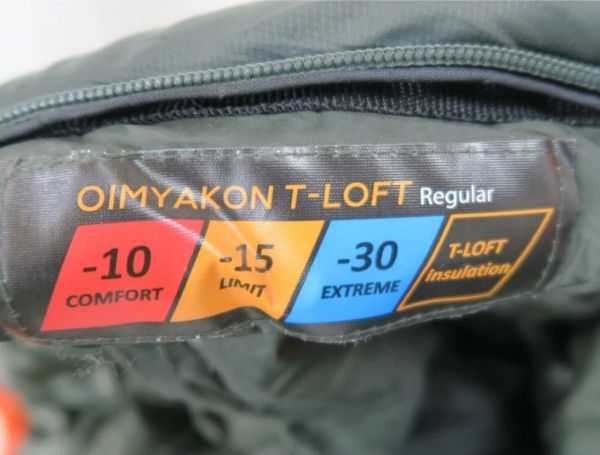 OIMYAKON T-LOFT Regular
-10 -15 -30 T-LOFT
COMFORT LIMIT EXTREME insulation